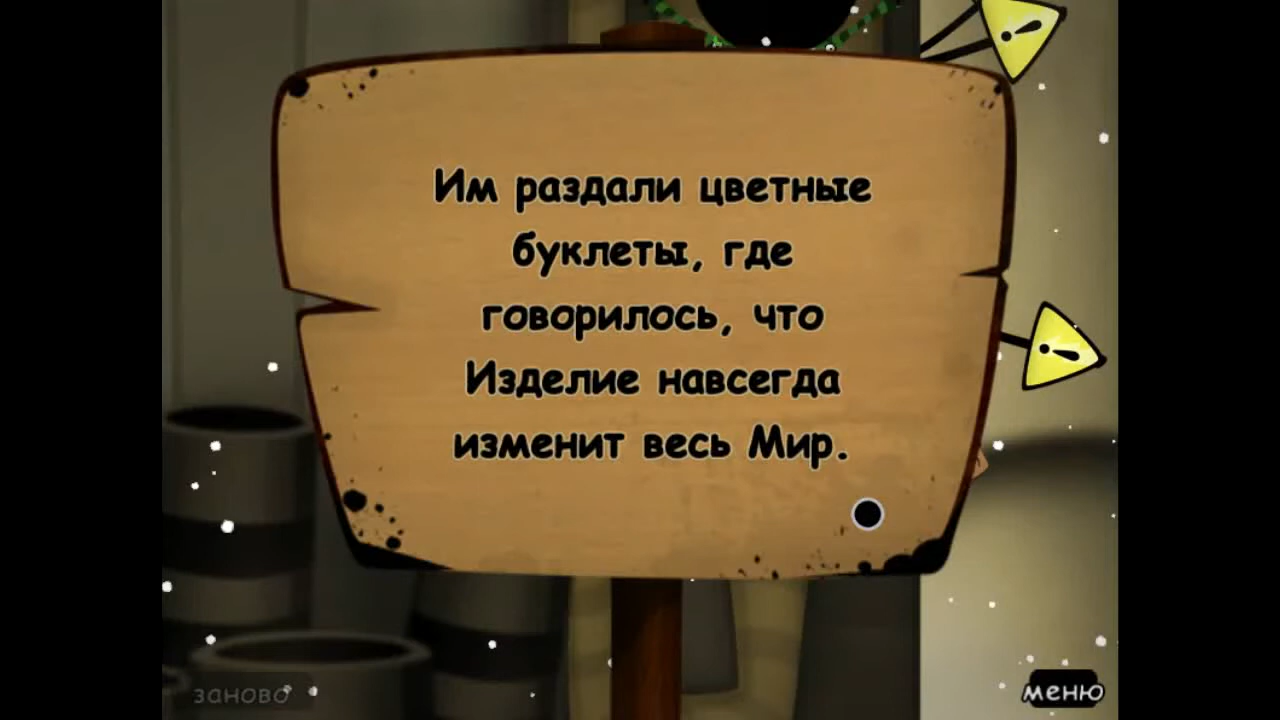 Им раздали цветные
буклеты, где
говорилось, что
Изделие навсегда
изменит весь Мир.
заново
меню